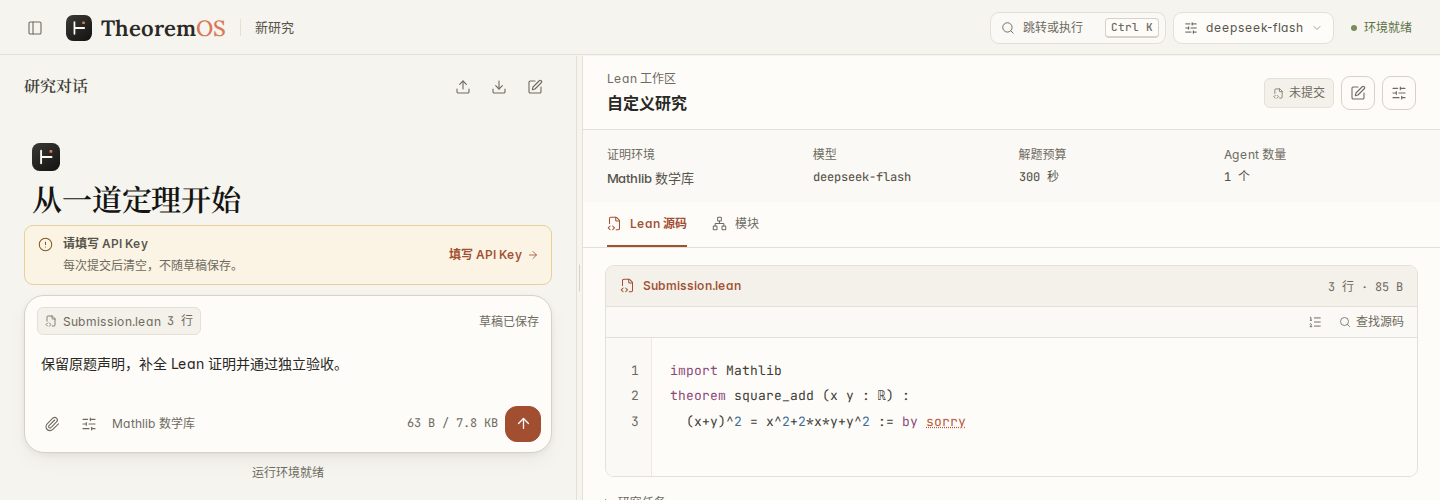 TheoremOS
新研究
跳转或执行
Ctrl K
deepseek-flash
环境就绪
研究对话
从一道定理开始
请填写 API Key
每次提交后清空，不随草稿保存。
填写 API Key →
Submission.lean 3 行
草稿已保存
保留原题声明，补全 Lean 证明并通过独立验收。
Mathlib 数学库
63 B / 7.8 KB
运行环境就绪
Lean 工作区
自定义研究
未提交
证明环境
Mathlib 数学库
模型
deepseek-flash
解题预算
300 秒
Agent 数量
1 个
Lean 源码
模块
Submission.lean
3 行 · 85 B
查找源码
1 import Mathlib
2 theorem square_add (x y : ℝ) :
3 (x+y)^2 = x^2+2*x*y+y^2 := by sorry